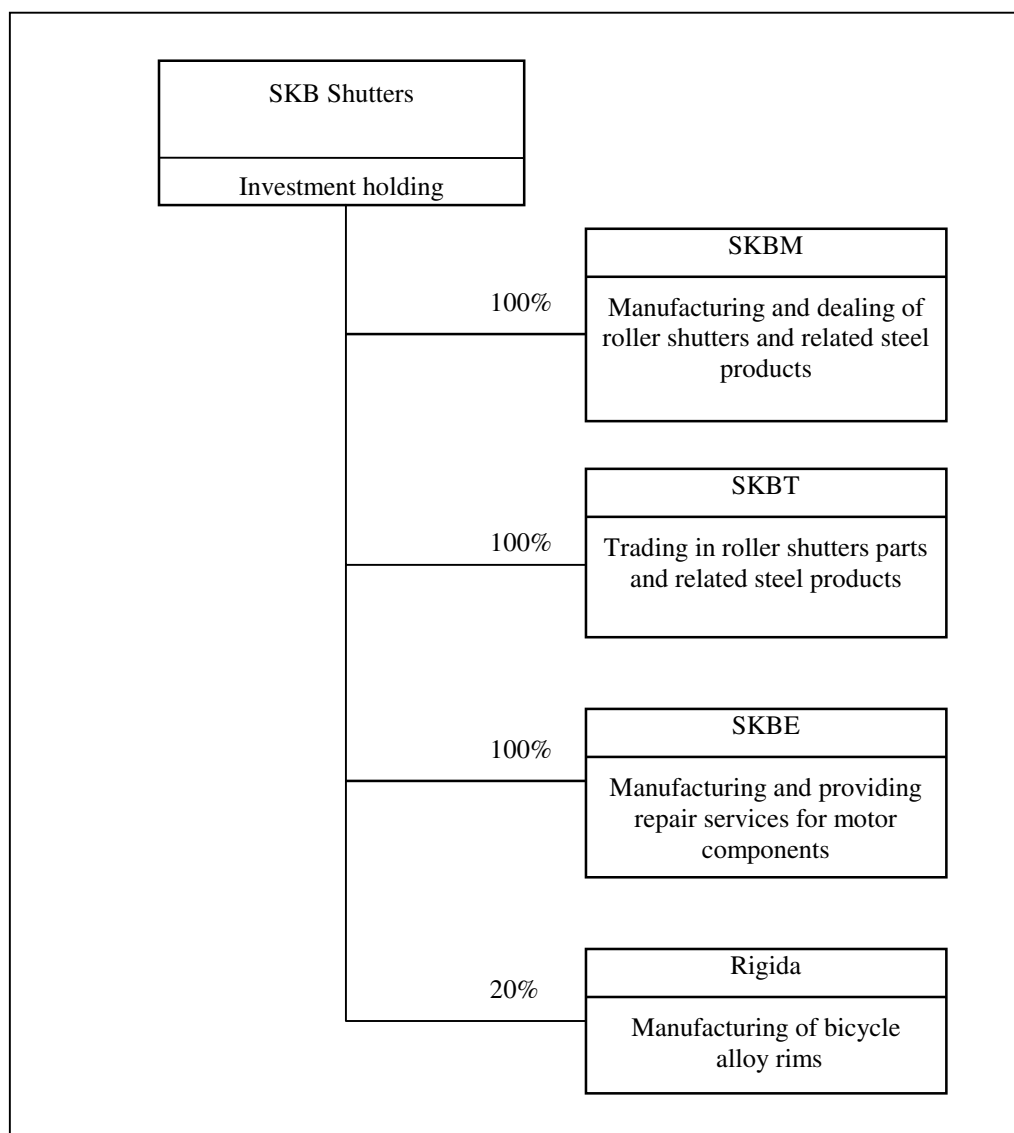 SKB Shutters
Investment holding
SKBM
100%
Manufacturing and dealing of
roller shutters and related steel
products
SKBT
100%
Trading in roller shutters parts
and related steel products
SKBE
100%
Manufacturing and providing
repair services for motor
components
Rigida
20%
Manufacturing of bicycle
alloy rims